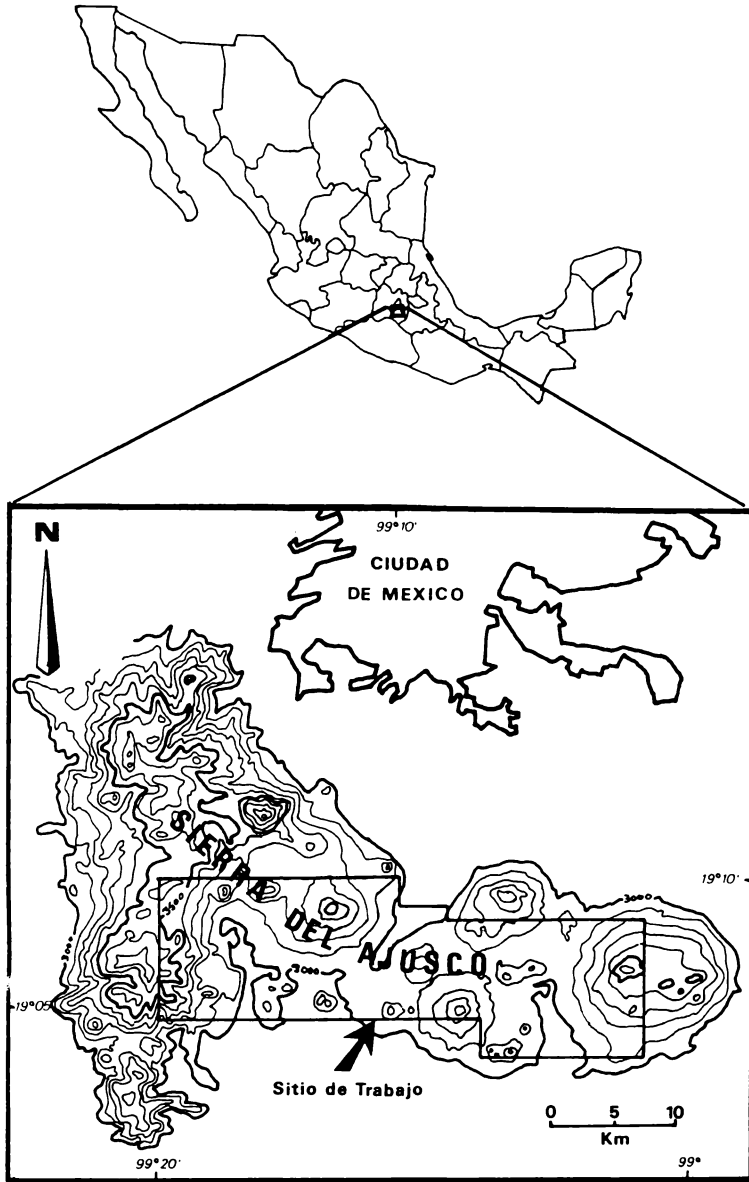 99° 10'
N
CIUDAD
DE MEXICO
SIERRA DEL AJUSCO
19° 10'
3000
3500
3000
3000
19° 05'
Sitio de Trabajo
0 5 10
Km
99° 20'
99°